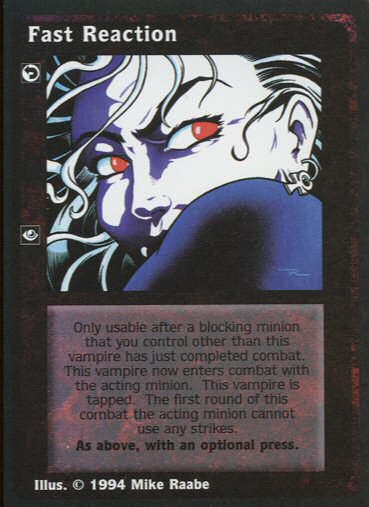 Fast Reaction
Only usable after a blocking minion
that you control other than this
vampire has just completed combat.
This vampire now enters combat with
the acting minion. This vampire is
tapped. The first round of this
combat the acting minion cannot
use any strikes.
As above, with an optional press.
Illus. © 1994 Mike Raabe